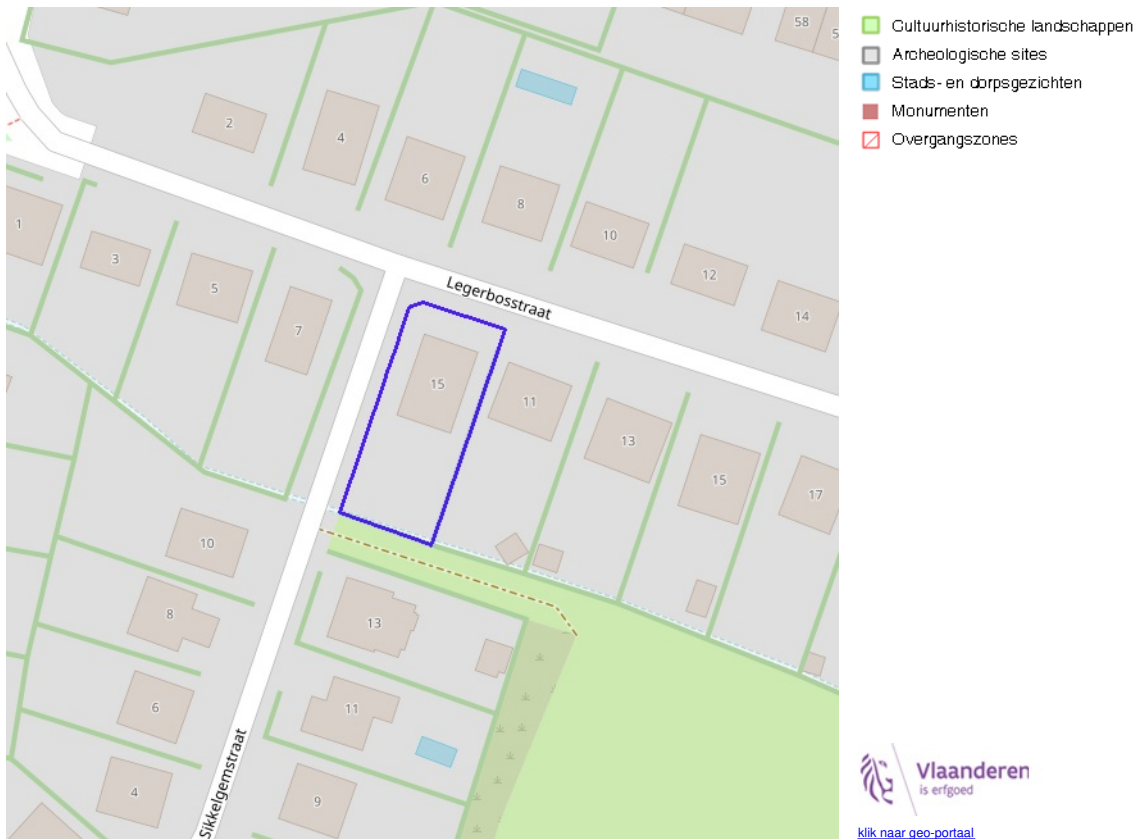 Cultuurhistorische landschappen
Archeologische sites
Stads- en dorpsgezichten
Monumenten
Overgangszones
58
5
2
4
6
8
10
12
14
1
3
5
7
Legerbosstraat
15
11
13
15
17
10
8
6
4
13
11
9
Sikkelgemstraat
Vlaanderen
is erfgoed
klik naar geo-portaal